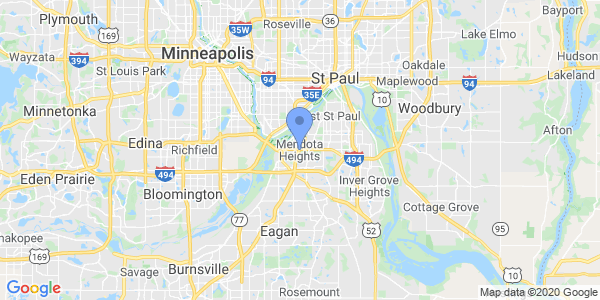 Plymouth
169
Roseville
36
Bayport
35W
Lake Elmo
Hudson
Wayzata
394
Minneapolis
Oakdale
St Louis Park
94
St Paul
Maplewood
94
Lakeland
35E
10
Minnetonka
Woodbury
st St Paul
Afton
Edina
Richfield
Mendota
Heights
494
Eden Prairie
494
Inver Grove
Heights
Bloomington
Cottage Grove
77
Eagan
52
95
hakopee
169
Savage
Burnsville
10
Google
Rosemount
Map data ©2020 Google